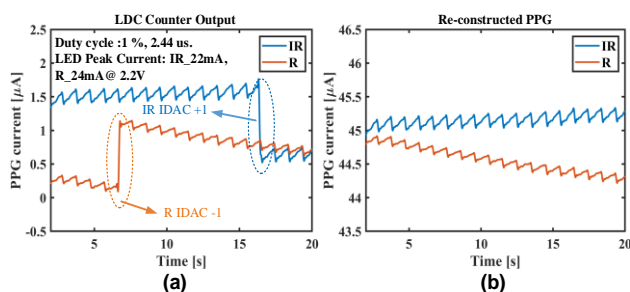 LDC Counter Output
Duty cycle :1 %, 2.44 us.
LED Peak Current: IR_22mA,
R_24mA@ 2.2V
IR
R
IR IDAC +1
R IDAC -1
PPG current [μA]
2.5
2
1.5
1
0.5
0
-0.5
5
10
15
20
Time [s]
(a)
Re-constructed PPG
IR
R
PPG current [μA]
46.5
46
45.5
45
44.5
44
43.5
5
10
15
20
Time [s]
(b)